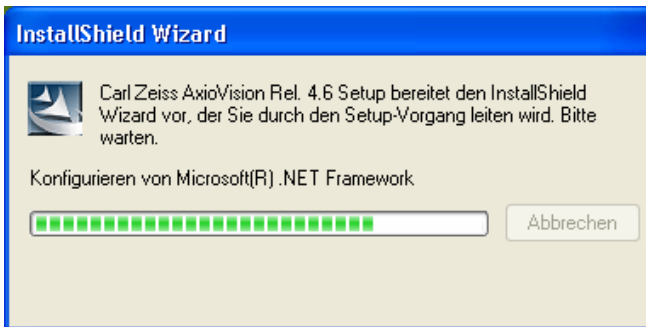 InstallShield Wizard
Carl Zeiss AxioVision Rel. 4.6 Setup bereitet den InstallShield
Wizard vor, der Sie durch den Setup-Vorgang leiten wird. Bitte
warten.
Konfigurieren von Microsoft(R) .NET Framework
Abbrechen